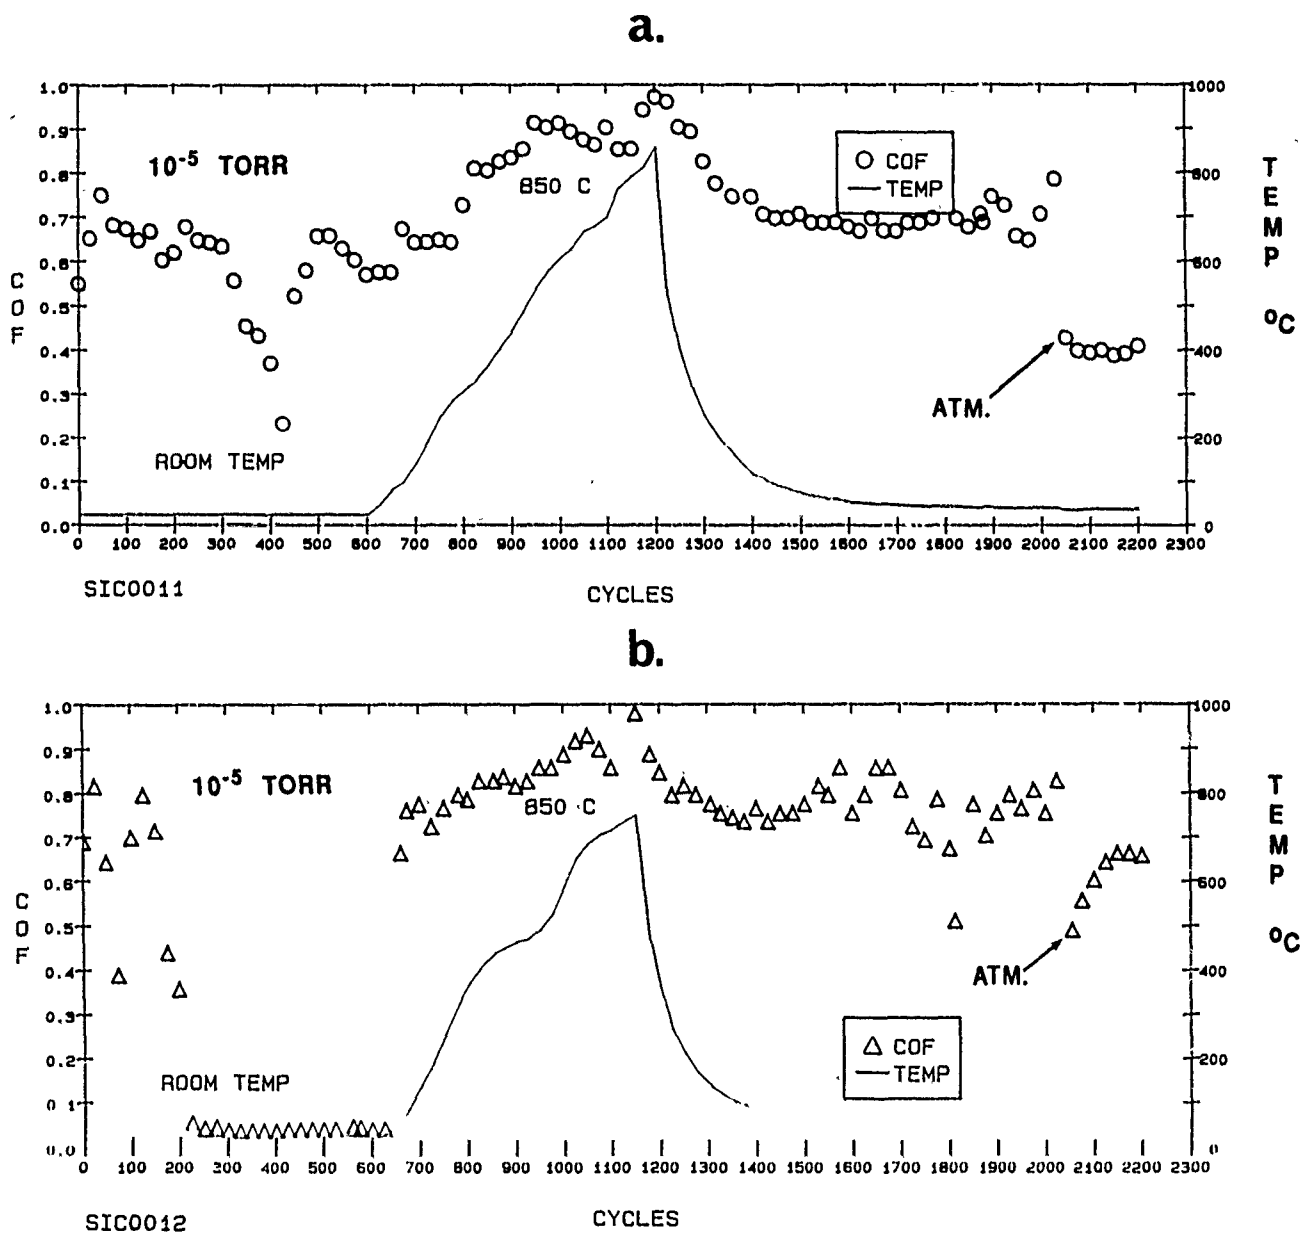 a.
1.0
0.9
0.8
0.7
0.6
0.5
0.4
0.3
0.2
0.1
0.0
C
O
F
10-5 TORR
850 C
COF
TEMP
ATM.
ROOM TEMP
1000
800
600
400
200
0
T
E
M
P
oC
0 100 200 300 400 500 600 700 800 900 1000 1100 1200 1300 1400 1500 1600 1700 1800 1900 2000 2100 2200 2300
SIC0011
CYCLES
b.
1.0
0.9
0.8
0.7
0.6
0.5
0.4
0.3
0.2
0 1
0.0
C
O
F
10-5 TORR
850 C
ATM.
COF
TEMP
ROOM TEMP
1000
800
600
400
200
0
T
E
M
P
oC
0 100 200 300 400 500 600 700 800 900 1000 1100 1200 1300 1400 1500 1600 1700 1800 1900 2000 2100 2200 2300
SIC0012
CYCLES